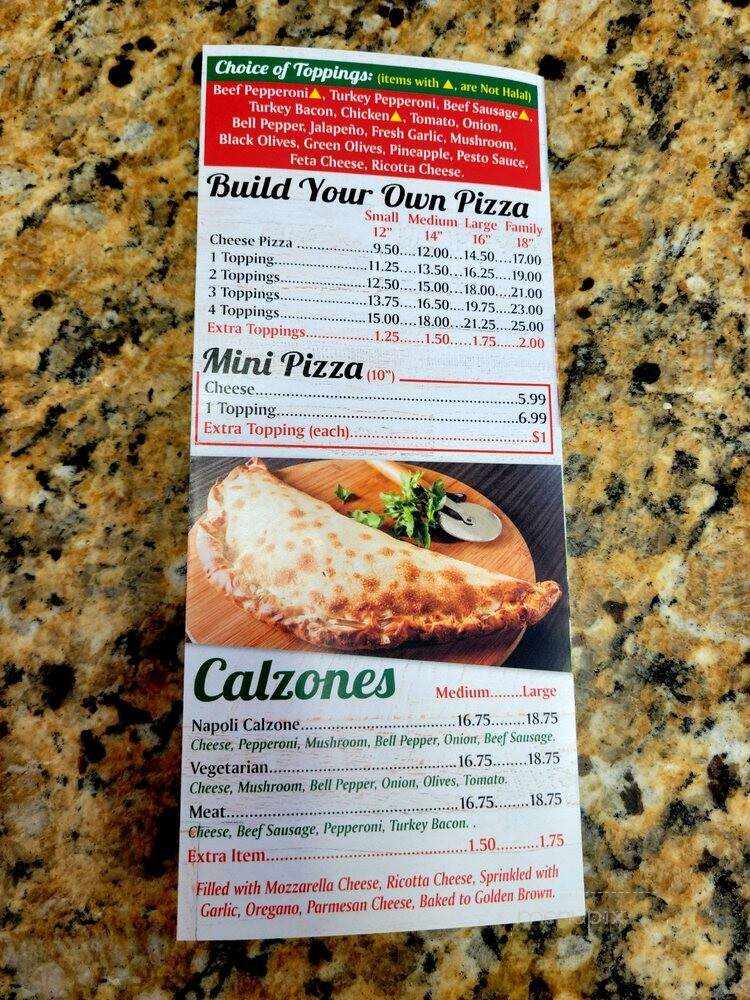 Choice of Toppings: (items with ▲, are Not Halal)
Beef Pepperoni▲, Turkey Pepperoni, Beef Sausage▲,
Turkey Bacon, Chicken▲, Tomato, Onion,
Bell Pepper, Jalapeño, Fresh Garlic, Mushroom,
Black Olives, Green Olives, Pineapple, Pesto Sauce,
Feta Cheese, Ricotta Cheese.
Build Your Own Pizza
Small Medium Large Family
12" 14" 16" 18"
Cheese Pizza ..................9.50....12.00...14.50....17.00
1 Topping......................11.25....13.50....16.25....19.00
2 Toppings.....................12.50....15.00....18.00....21.00
3 Toppings.....................13.75....16.50....19.75....23.00
4 Toppings.....................15.00....18.00....21.25....25.00
Extra Toppings................1.25......1.50......1.75......2.00
Mini Pizza (10")
Cheese............................................................5.99
1 Topping........................................................6.99
Extra Topping (each)..........................................$1
Calzones Medium........Large
Napoli Calzone...................................16.75........18.75
Cheese, Pepperoni, Mushroom, Bell Pepper, Onion, Beef Sausage.
Vegetarian..........................................16.75........18.75
Cheese, Mushroom, Bell Pepper, Onion, Olives, Tomato.
Meat..................................................16.75........18.75
Cheese, Beef Sausage, Pepperoni, Turkey Bacon. .
Extra Item............................................1.50..........1.75
Filled with Mozzarella Cheese, Ricotta Cheese, Sprinkled with
Garlic, Oregano, Parmesan Cheese, Baked to Golden Brown.